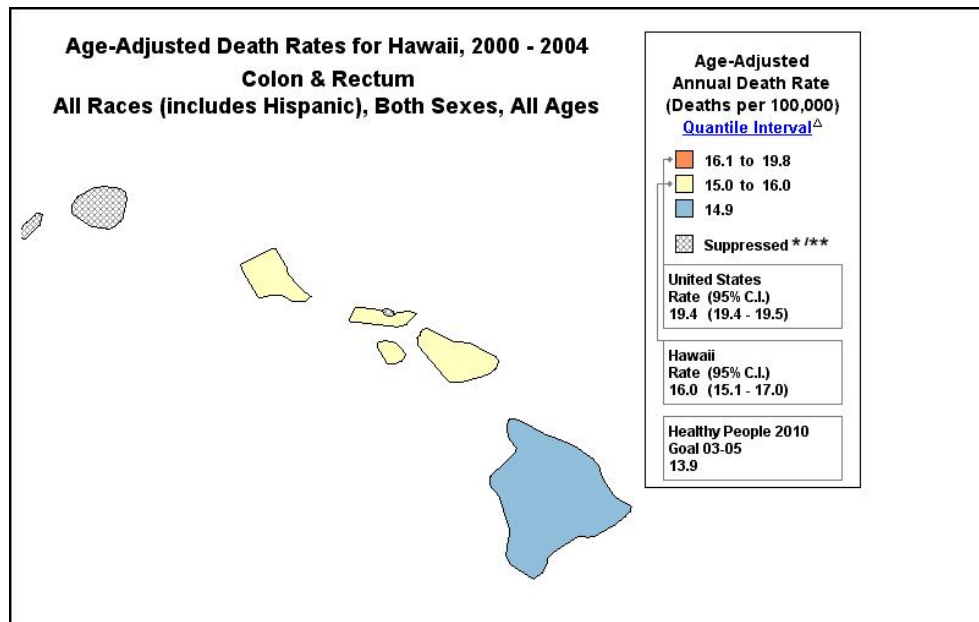 Age-Adjusted Death Rates for Hawaii, 2000 - 2004
Colon & Rectum
All Races (includes Hispanic), Both Sexes, All Ages
Age-Adjusted
Annual Death Rate
(Deaths per 100,000)
Quantile Interval△
16.1 to 19.8
15.0 to 16.0
14.9
Suppressed */**
United States
Rate (95% C.I.)
19.4 (19.4 - 19.5)
Hawaii
Rate (95% C.I.)
16.0 (15.1 - 17.0)
Healthy People 2010
Goal 03-05
13.9